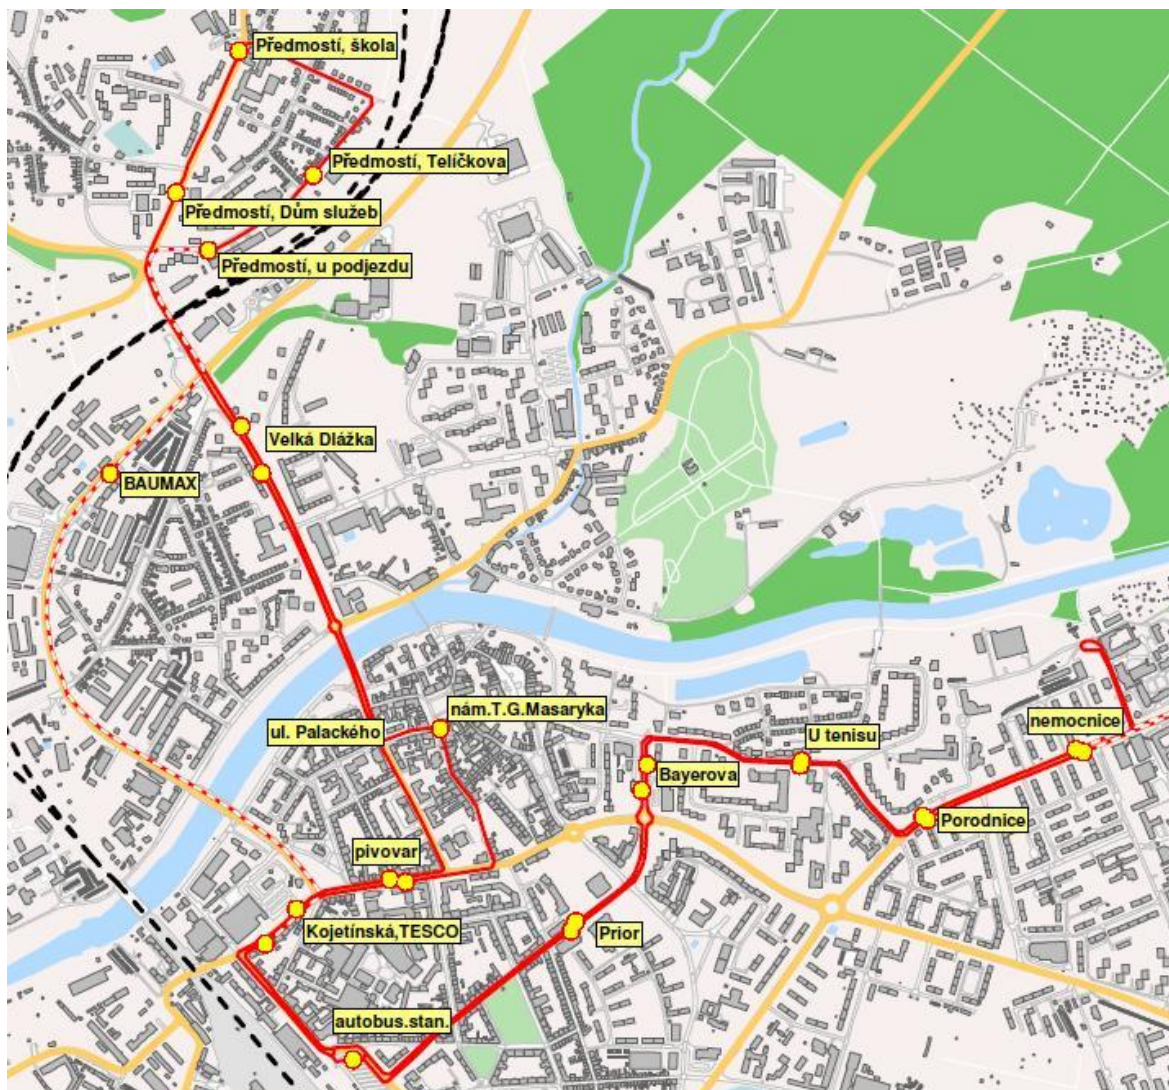 Předmostí, škola
Předmostí, Telíčkova
Předmostí, Dům služeb
Předmostí, u podjezdu
Velká Dlážka
BAUMAX
nám.T.G.Masaryka
ul. Palackého
nemocnice
U tenisu
Bayerova
Porodnice
pivovar
Kojetínská,TESCO
Prior
autobus.stan.